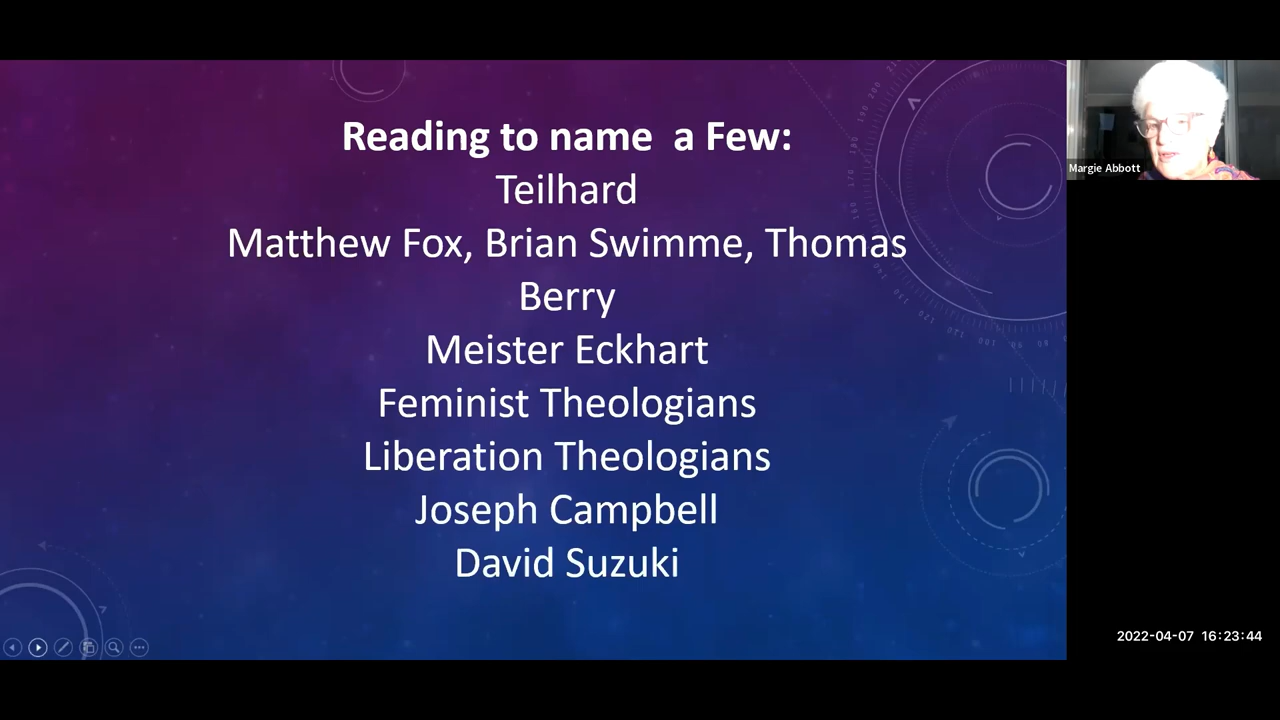 Reading to name  a Few:
Teilhard
Matthew Fox, Brian Swimme, Thomas
Berry
Meister Eckhart
Feminist Theologians
Liberation Theologians
Joseph Campbell
David Suzuki
Margie Abbott
2022-04-07 16:23:44